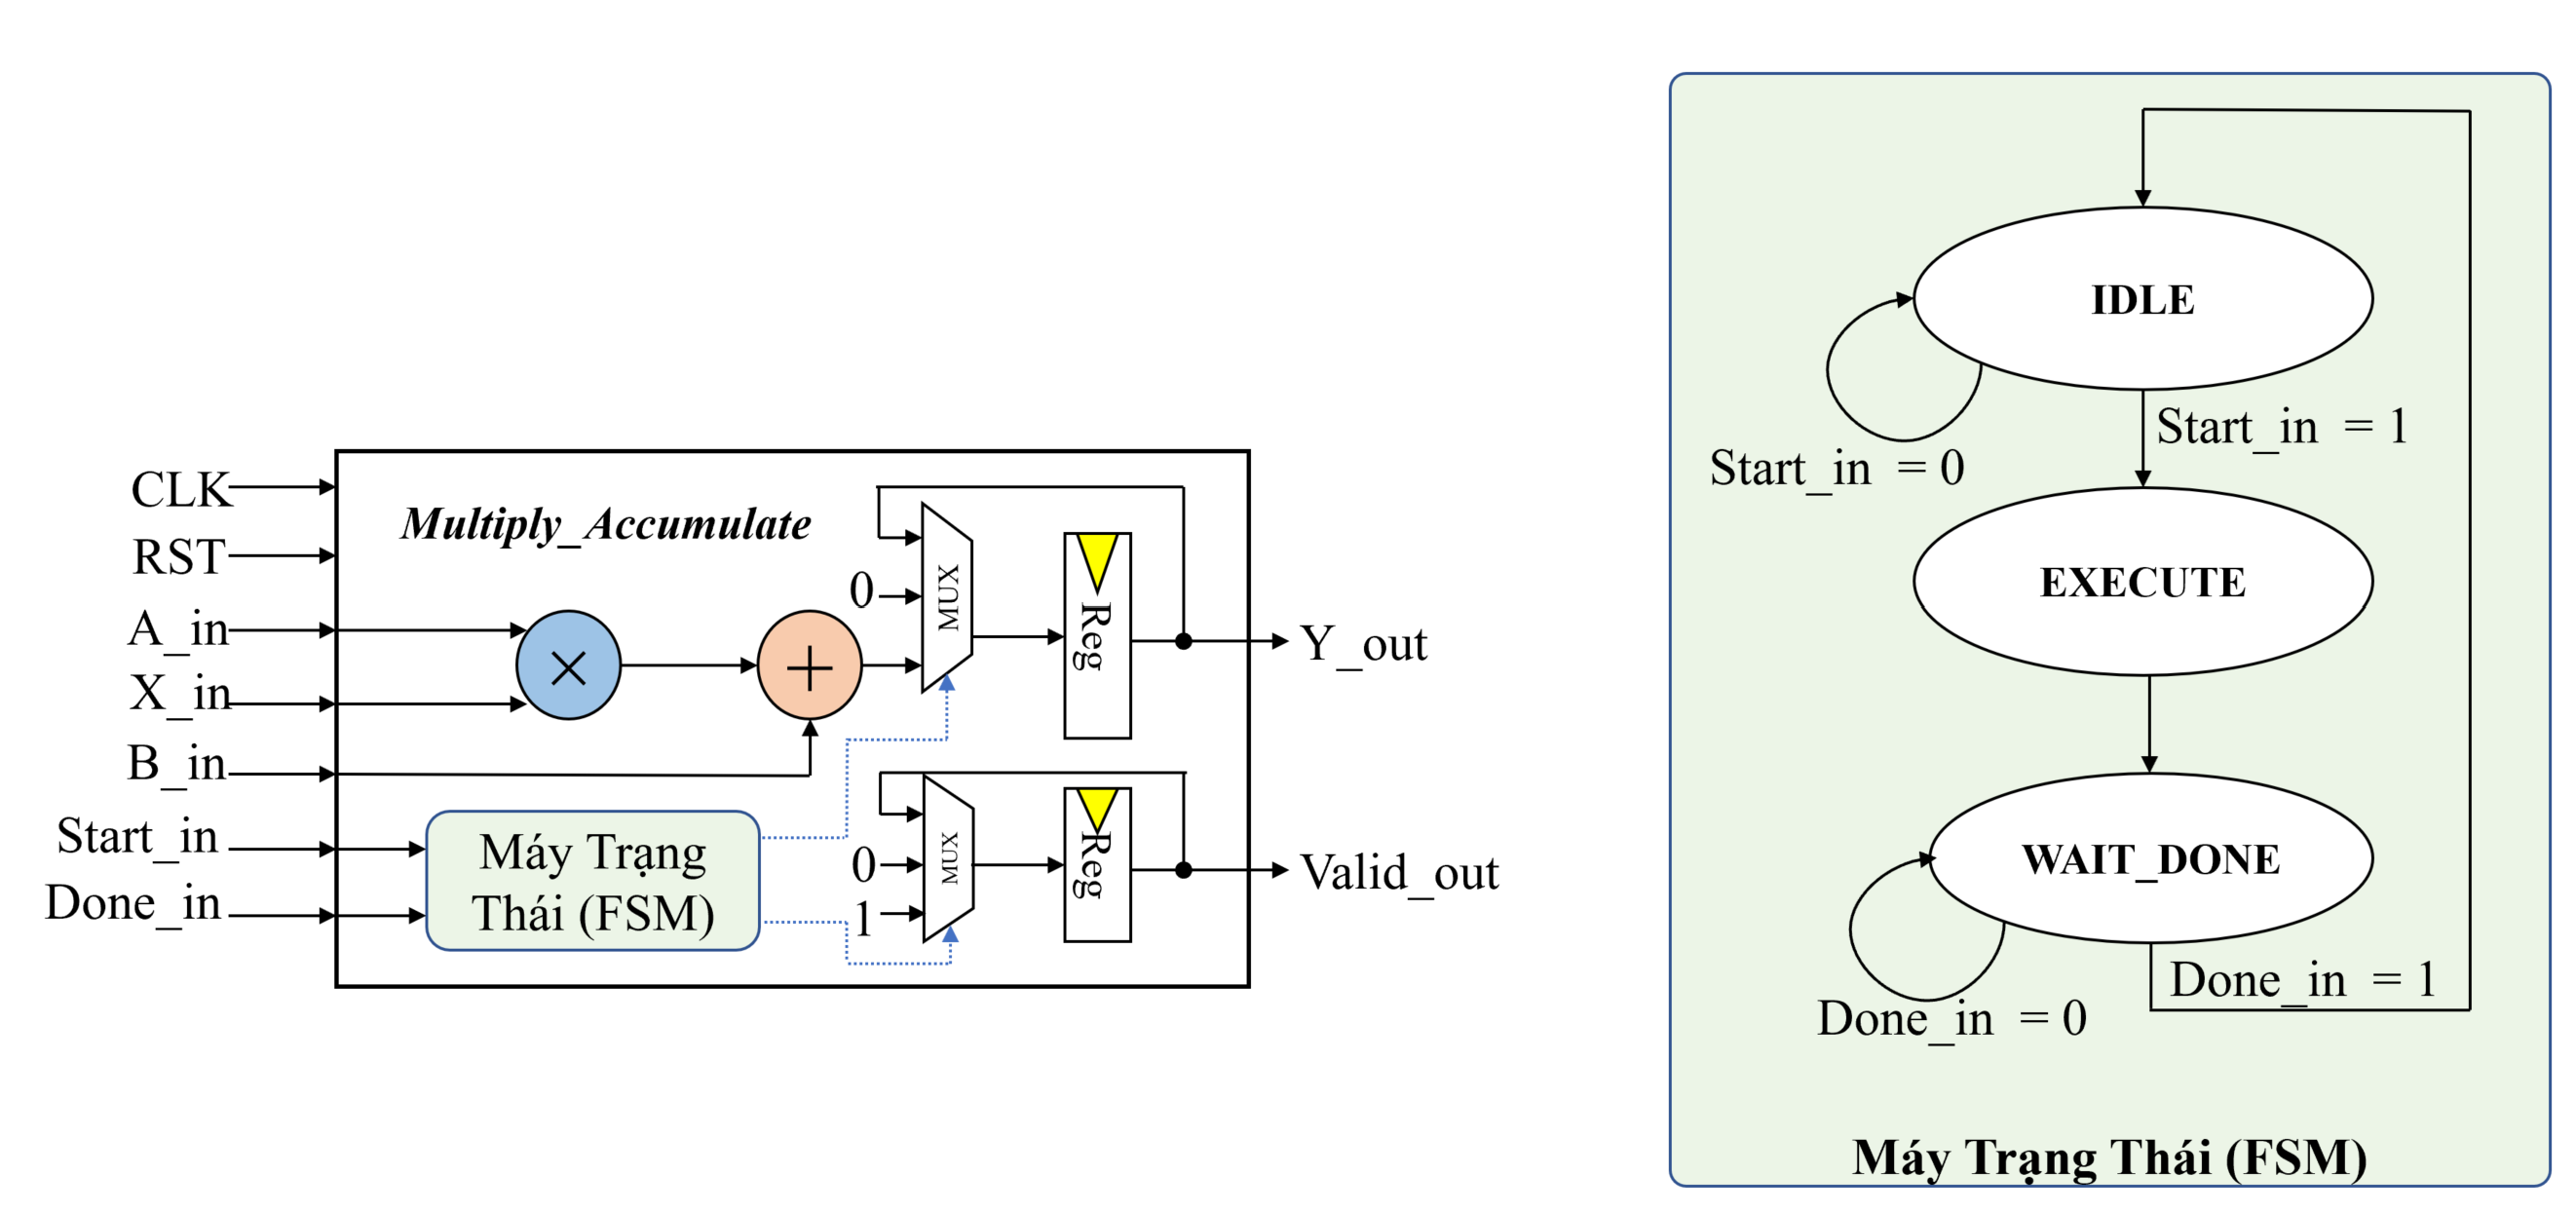 CLK
RST
A_in
X_in
B_in
Start_in
Done_in
Multiply_Accumulate
×
+
0
MUX
Reg
Y_out
Máy Trạng
Thái (FSM)
0
1
MUX
Reg
Valid_out
IDLE
Start_in = 0
Start_in = 1
EXECUTE
WAIT_DONE
Done_in = 0
Done_in = 1
Máy Trạng Thái (FSM)